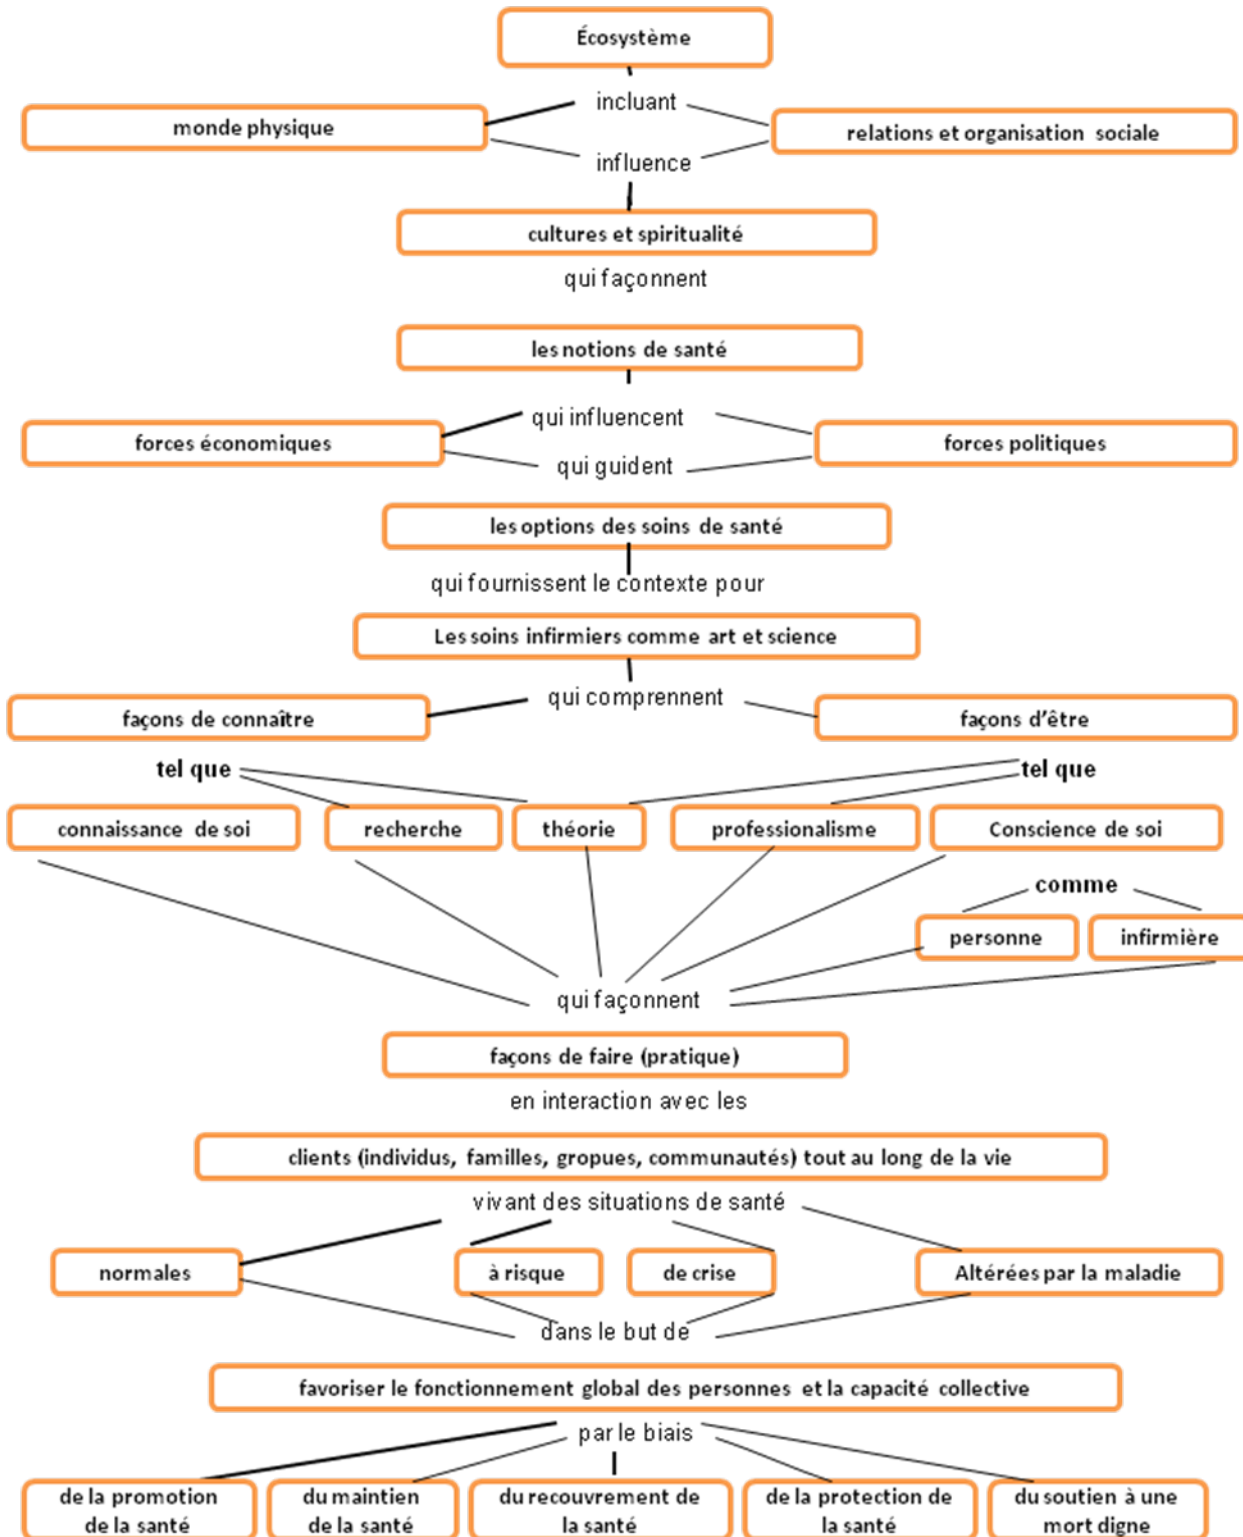 Écosystème
incluant
monde physique
relations et organisation sociale
influence
cultures et spiritualité
qui façonnent
les notions de santé
qui influencent
forces économiques
forces politiques
qui guident
les options des soins de santé
qui fournissent le contexte pour
Les soins infirmiers comme art et science
qui comprennent
façons de connaître
façons d'être
tel que
tel que
connaissance de soi
recherche
théorie
professionalisme
Conscience de soi
comme
personne
infirmière
qui façonnent
façons de faire (pratique)
en interaction avec les
clients (individus, familles, gropues, communautés) tout au long de la vie
vivant des situations de santé
normales
à risque
de crise
Altérées par la maladie
dans le but de
favoriser le fonctionnement global des personnes et la capacité collective
par le biais
de la promotion
de la santé
du maintien
de la santé
du recouvrement de
la santé
de la protection de
la santé
du soutien à une
mort digne